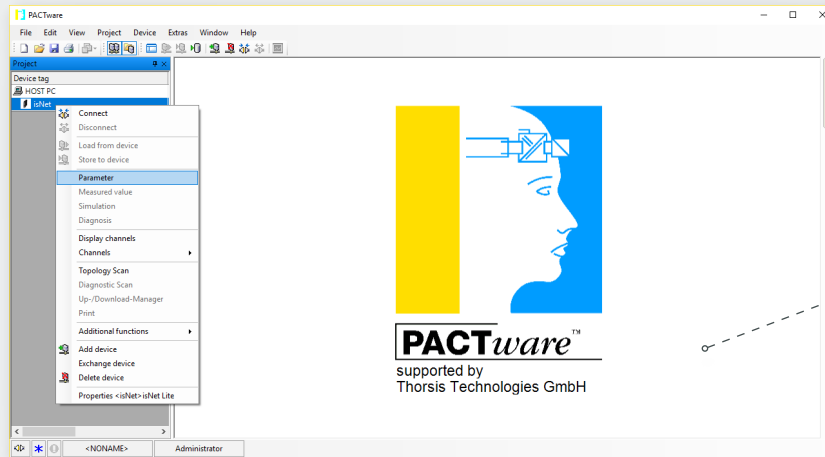 PACTware
File Edit View Project Device Extras Window Help
Project
Device tag
HOST PC
isNet
Connect
Disconnect
Load from device
Store to device
Parameter
Measured value
Simulation
Diagnosis
Display channels
Channels
Topology Scan
Diagnostic Scan
Up-/Download-Manager
Print
Additional functions
Add device
Exchange device
Delete device
Properties <isNet>isNet Lite
PACTware™
supported by
Thorsis Technologies GmbH
<NONAME> Administrator